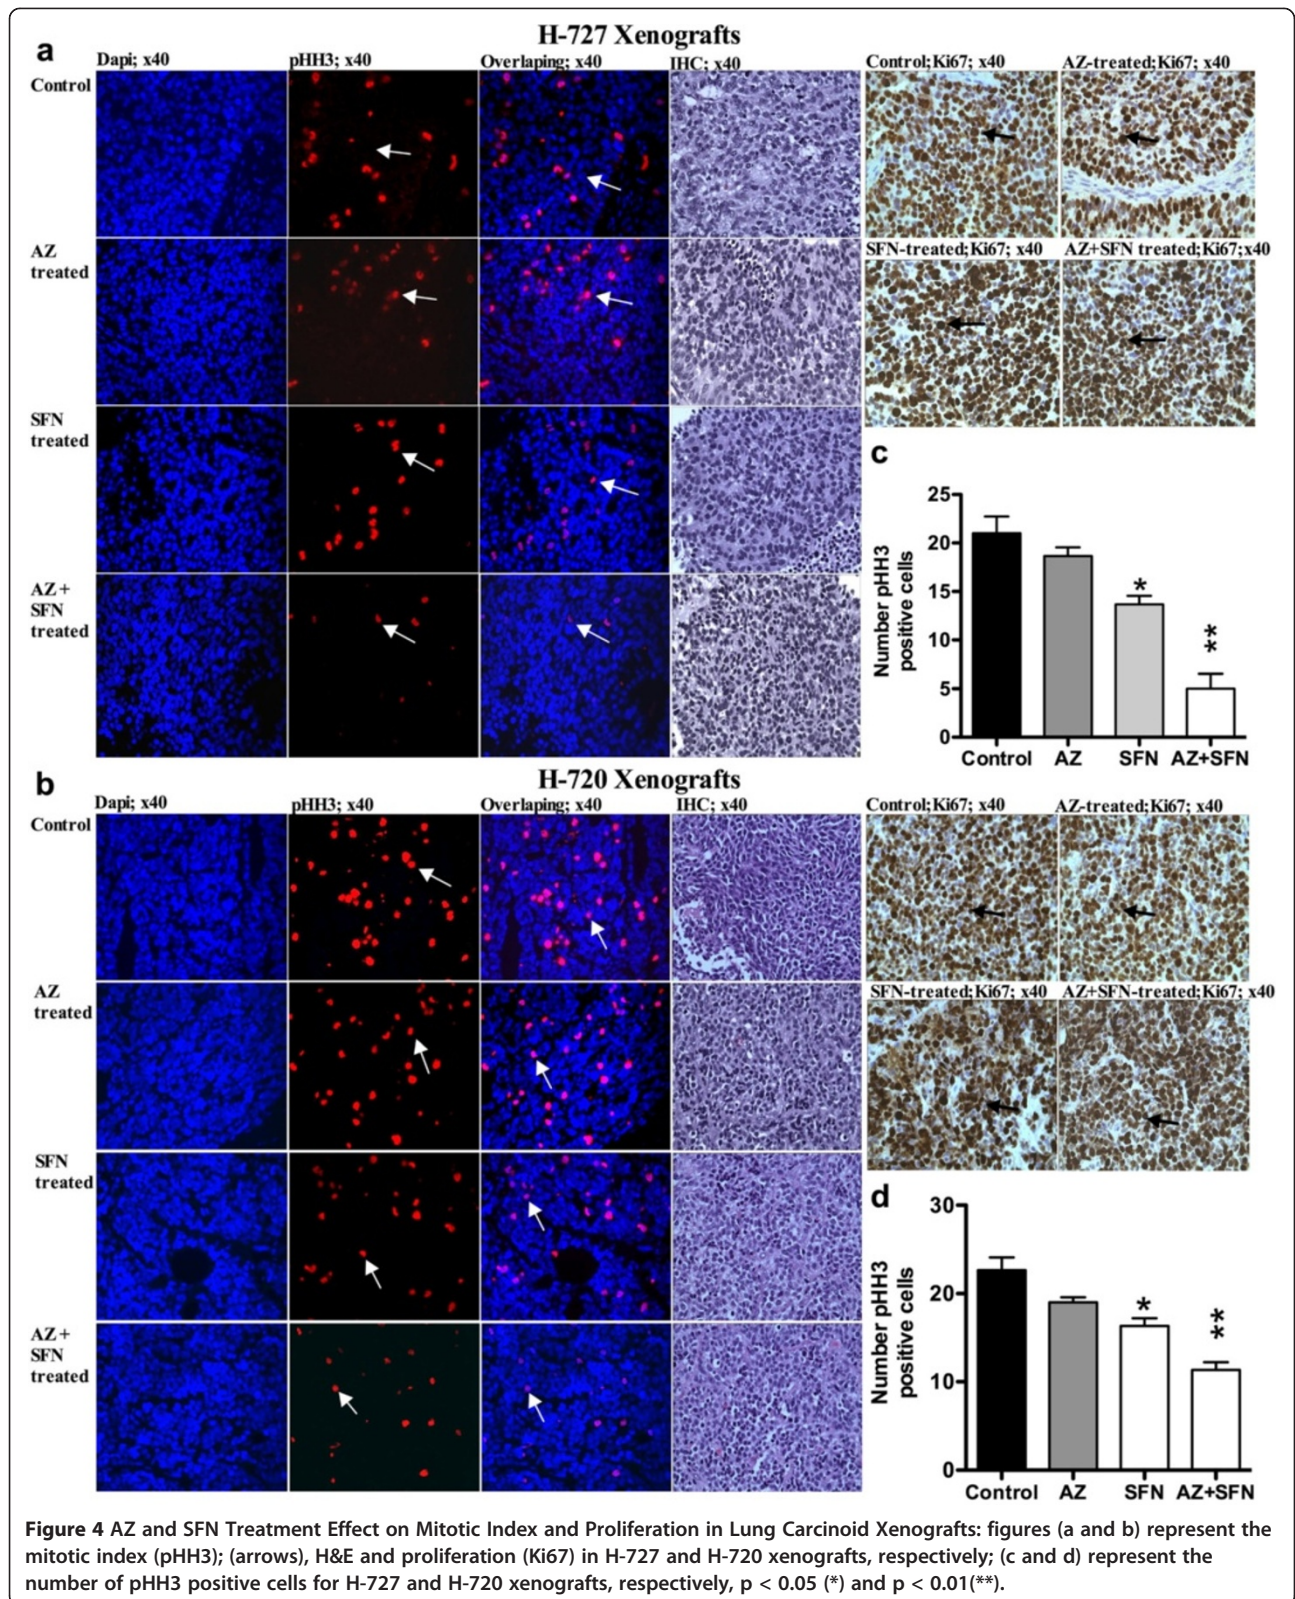 a
H-727 Xenografts
Dapi; x40
pHH3; x40
Overlaping; x40
IHC; x40
Control;Ki67; x40
AZ-treated;Ki67; x40
Control
AZ
treated
SFN
treated
AZ +
SFN
treated
SFN-treated;Ki67; x40
AZ+SFN treated;Ki67;x40
c
Number pHH3
positive cells
25
20
15
10
5
0
*
**
Control
AZ
SFN
AZ+SFN
b
H-720 Xenografts
Dapi; x40
pHH3; x40
Overlaping; x40
IHC; x40
Control;Ki67; x40
AZ-treated;Ki67; x40
Control
AZ
treated
SFN
treated
AZ +
SFN
treated
SFN-treated;Ki67; x40
AZ+SFN-treated;Ki67; x40
d
Number pHH3
positive cells
30
20
10
0
*
**
Control
AZ
SFN
AZ+SFN
Figure 4 AZ and SFN Treatment Effect on Mitotic Index and Proliferation in Lung Carcinoid Xenografts: figures (a and b) represent the
mitotic index (pHH3); (arrows), H&E and proliferation (Ki67) in H-727 and H-720 xenografts, respectively; (c and d) represent the
number of pHH3 positive cells for H-727 and H-720 xenografts, respectively, p < 0.05 (*) and p < 0.01(**).